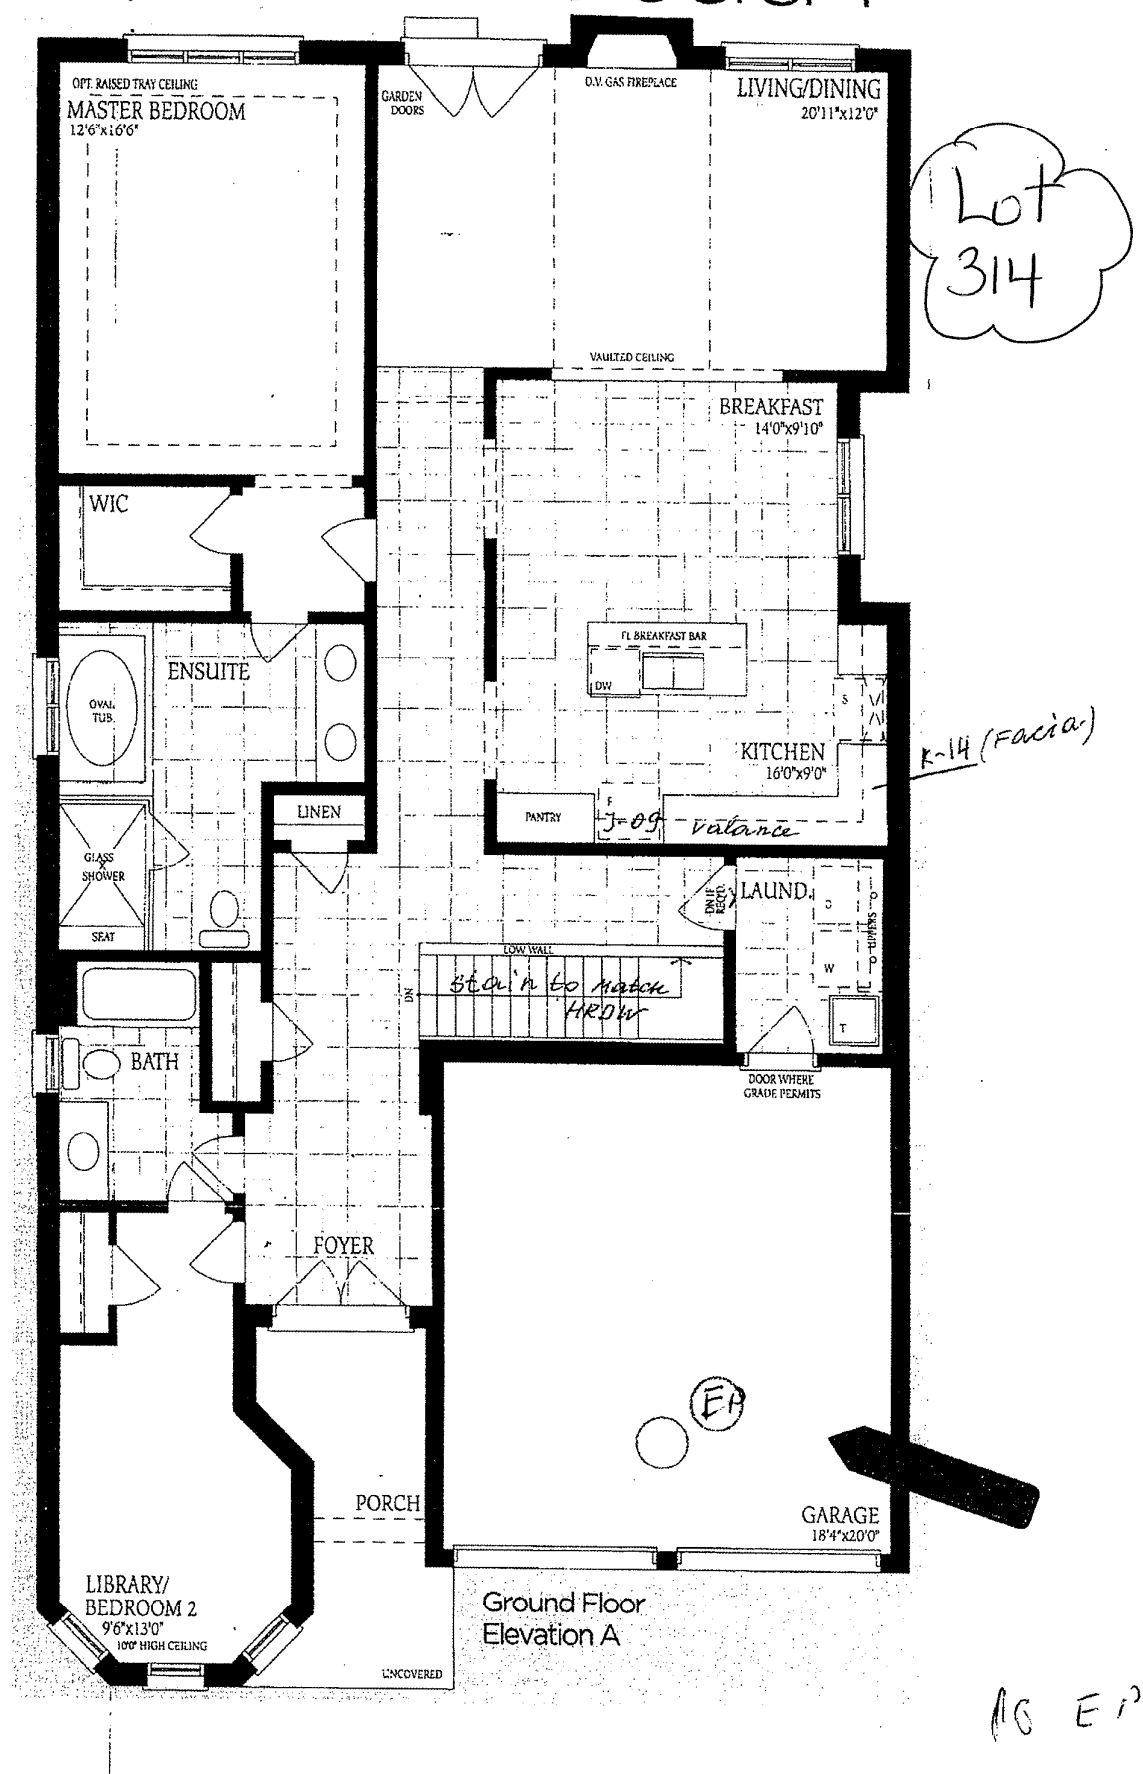 OPT. RAISED TRAY CEILING
MASTER BEDROOM
12'6"x16'6"
GARDEN
DOORS
D.V. GAS FIREPLACE
LIVING/DINING
20'11"x12'0"
Lot
314
VAULTED CEILING
BREAKFAST
14'0"x9'10"
WIC
ENSUITE
OVAL
TUB.
FL BREAKFAST BAR
DW
S
KITCHEN
16'0"x9'0"
K-14 (Facia)
LINEN
PANTRY
F
J-09 valance
GLASS
SHOWER
SEAT
LAUND.
DN IF
REQ'D.
D
UPPERS
W
T
LOW WALL
DN
Stain to match
HRDW
BATH
DOOR WHERE
GRADE PERMITS
FOYER
EP
PORCH
GARAGE
18'4"x20'0"
LIBRARY/
BEDROOM 2
9'6"x13'0"
10'0" HIGH CEILING
Ground Floor
Elevation A
UNCOVERED
EP